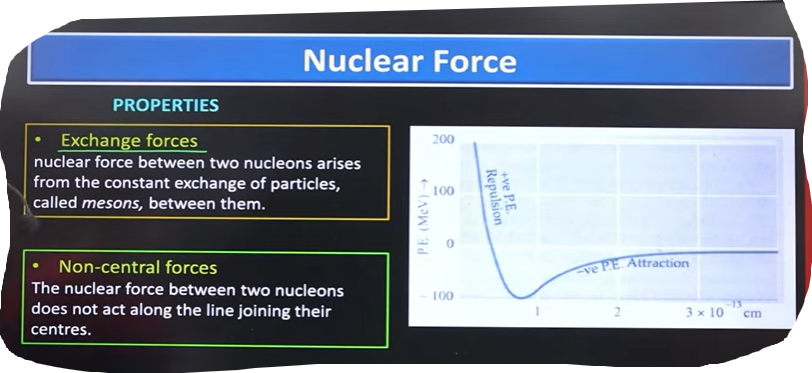 Nuclear Force
PROPERTIES
• Exchange forces
nuclear force between two nucleons arises
from the constant exchange of particles,
called mesons, between them.
• Non-central forces
The nuclear force between two nucleons
does not act along the line joining their
centres.
200
100
0
– 100
P.E. (MeV) →
+ve P.E.
Repulsion
–ve P.E. Attraction
1
2
3 × 10⁻¹³ cm